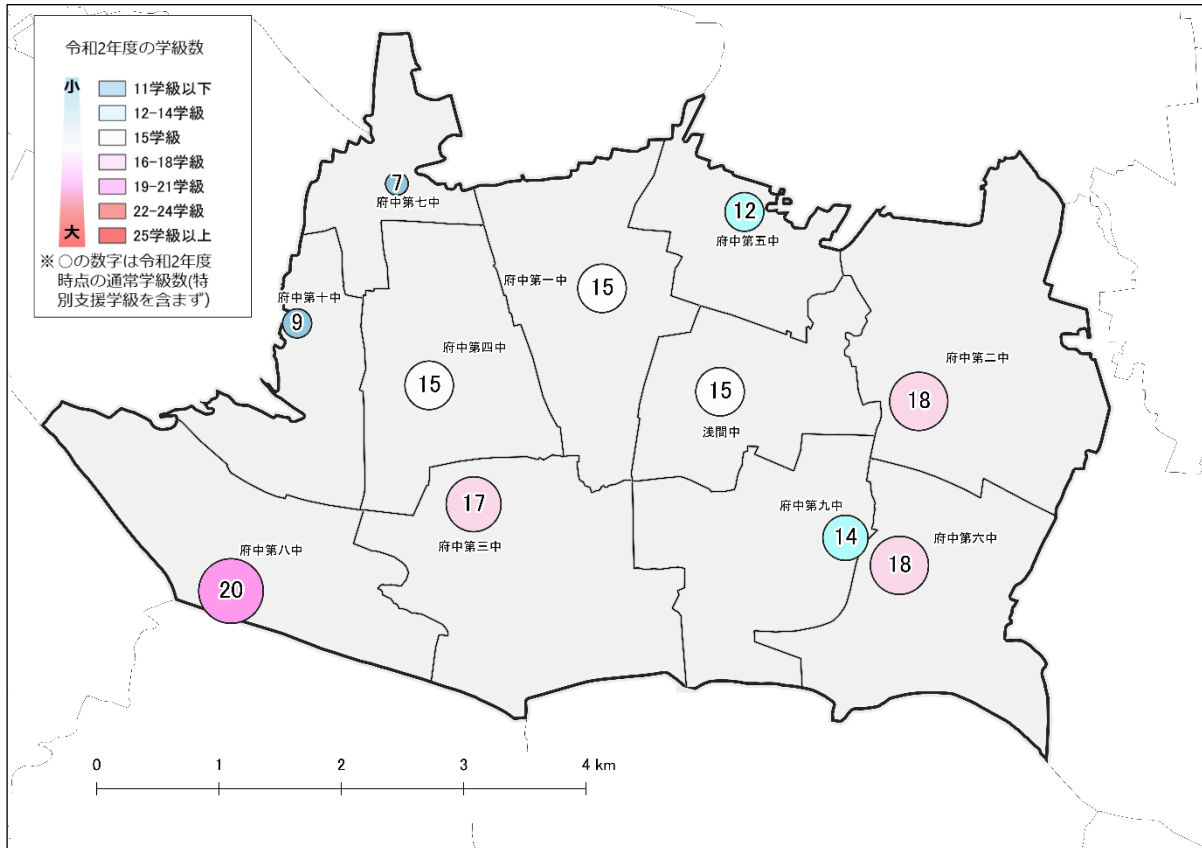 令和2年度の学級数
小
11学級以下
12-14学級
15学級
16-18学級
19-21学級
22-24学級
大
25学級以上
※ ○の数字は令和2年度
時点の通常学級数(特
別支援学級を含まず)
7
府中第七中
12
府中第五中
府中第一中
15
府中第十中
9
府中第四中
15
15
浅間中
府中第二中
18
17
府中第三中
府中第九中
14
府中第六中
18
府中第八中
20
0
1
2
3
4 km